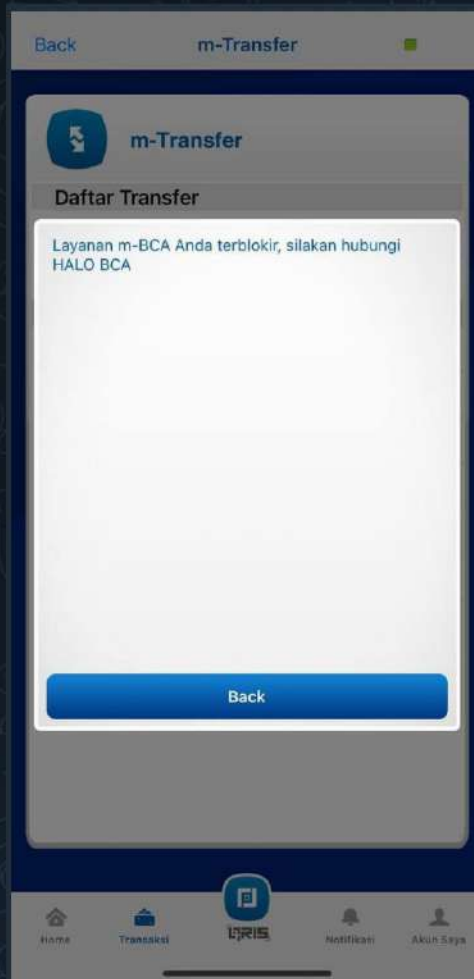 Back
m-Transfer
m-Transfer
Daftar Transfer
Layanan m-BCA Anda terblokir, silakan hubungi
HALO BCA
Back
Home
Transaksi
QRIS
Notifikasi
Akun Saya